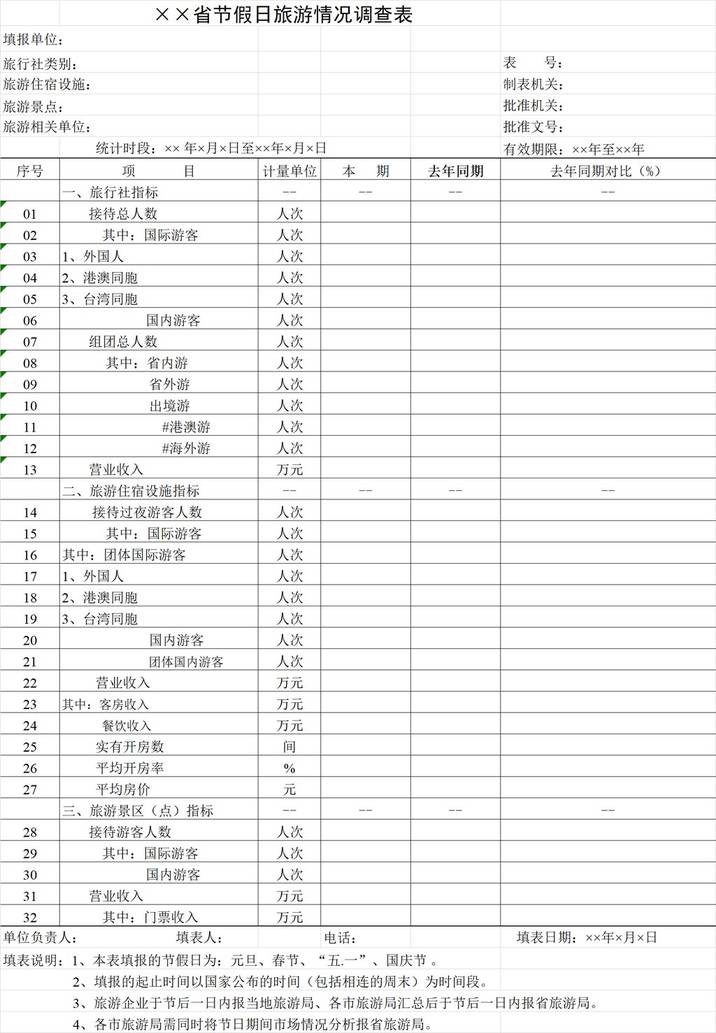 ××省节假日旅游情况调查表
填报单位：
旅行社类别： 表 号：
旅游住宿设施： 制表机关：
旅游景点： 批准机关：
旅游相关单位： 批准文号：
统计时段：×× 年×月×日至××年×月×日 有效期限：××年至××年
序号 项 目 计量单位 本 期 去年同期 去年同期对比（%）
一、旅行社指标 -- -- -- --
01 接待总人数 人次
02 其中：国际游客 人次
03 1、外国人 人次
04 2、港澳同胞 人次
05 3、台湾同胞 人次
06 国内游客 人次
07 组团总人数 人次
08 其中：省内游 人次
09 省外游 人次
10 出境游 人次
11 #港澳游 人次
12 #海外游 人次
13 营业收入 万元
二、旅游住宿设施指标 -- -- -- --
14 接待过夜游客人数 人次
15 其中：国际游客 人次
16 其中：团体国际游客 人次
17 1、外国人 人次
18 2、港澳同胞 人次
19 3、台湾同胞 人次
20 国内游客 人次
21 团体国内游客 人次
22 营业收入 万元
23 其中：客房收入 万元
24 餐饮收入 万元
25 实有开房数 间
26 平均开房率 %
27 平均房价 元
三、旅游景区（点）指标 -- -- -- --
28 接待游客人数 人次
29 其中：国际游客 人次
30 国内游客 人次
31 营业收入 万元
32 其中：门票收入 万元
单位负责人： 填表人： 电话： 填表日期：××年×月×日
填表说明：1、本表填报的节假日为：元旦、春节、“五.一”、国庆节 。
2、填报的起止时间以国家公布的时间（包括相连的周末）为时间段。
3、旅游企业于节后一日内报当地旅游局、各市旅游局汇总后于节后一日内报省旅游局。
4、各市旅游局需同时将节日期间市场情况分析报省旅游局。